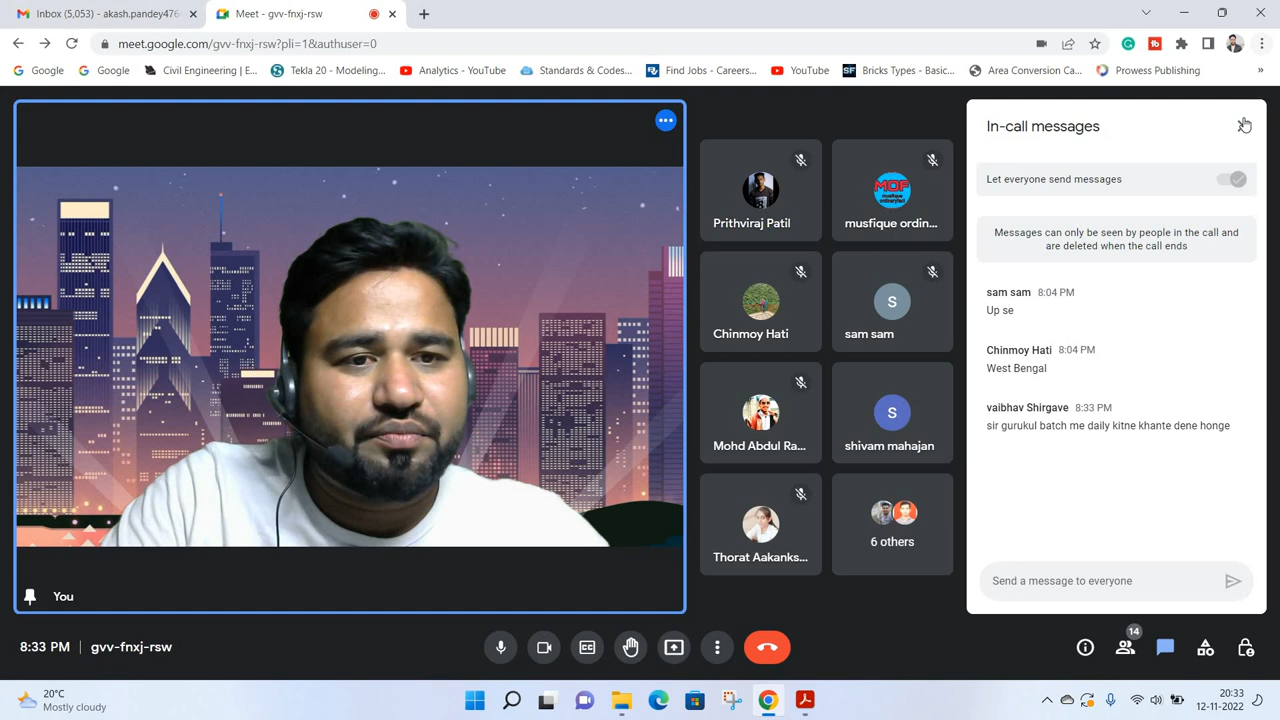 Inbox (5,053) - akash.pandey476
Meet - gvv-fnxj-rsw
meet.google.com/gvv-fnxj-rsw?pli=1&authuser=0
Google
Google
Civil Engineering | E...
Tekla 20 - Modeling...
Analytics - YouTube
Standards & Codes...
Find Jobs - Careers...
YouTube
SF
Bricks Types - Basic...
Area Conversion Ca...
Prowess Publishing
»
Prithviraj Patil
MOF
musfique ordin...
Chinmoy Hati
S
sam sam
Mohd Abdul Ra...
S
shivam mahajan
Thorat Aakanks...
6 others
You
In-call messages
Let everyone send messages
Messages can only be seen by people in the call and
are deleted when the call ends
sam sam 8:04 PM
Up se
Chinmoy Hati 8:04 PM
West Bengal
vaibhav Shirgave 8:33 PM
sir gurukul batch me daily kitne khante dene honge
Send a message to everyone
8:33 PM | gvv-fnxj-rsw
14
20°C
Mostly cloudy
20:33
12-11-2022